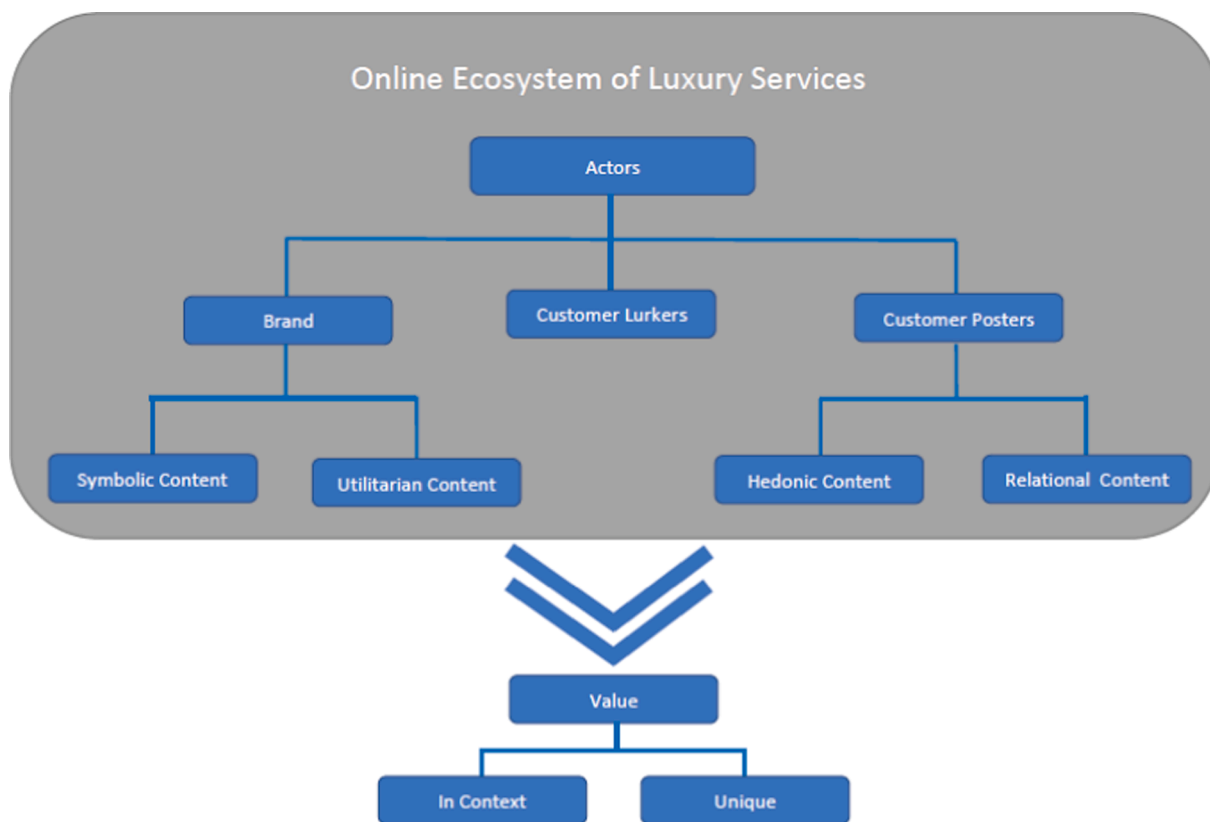 Online Ecosystem of Luxury Services
Actors
Brand
Customer Lurkers
Customer Posters
Symbolic Content
Utilitarian Content
Hedonic Content
Relational Content
Value
In Context
Unique